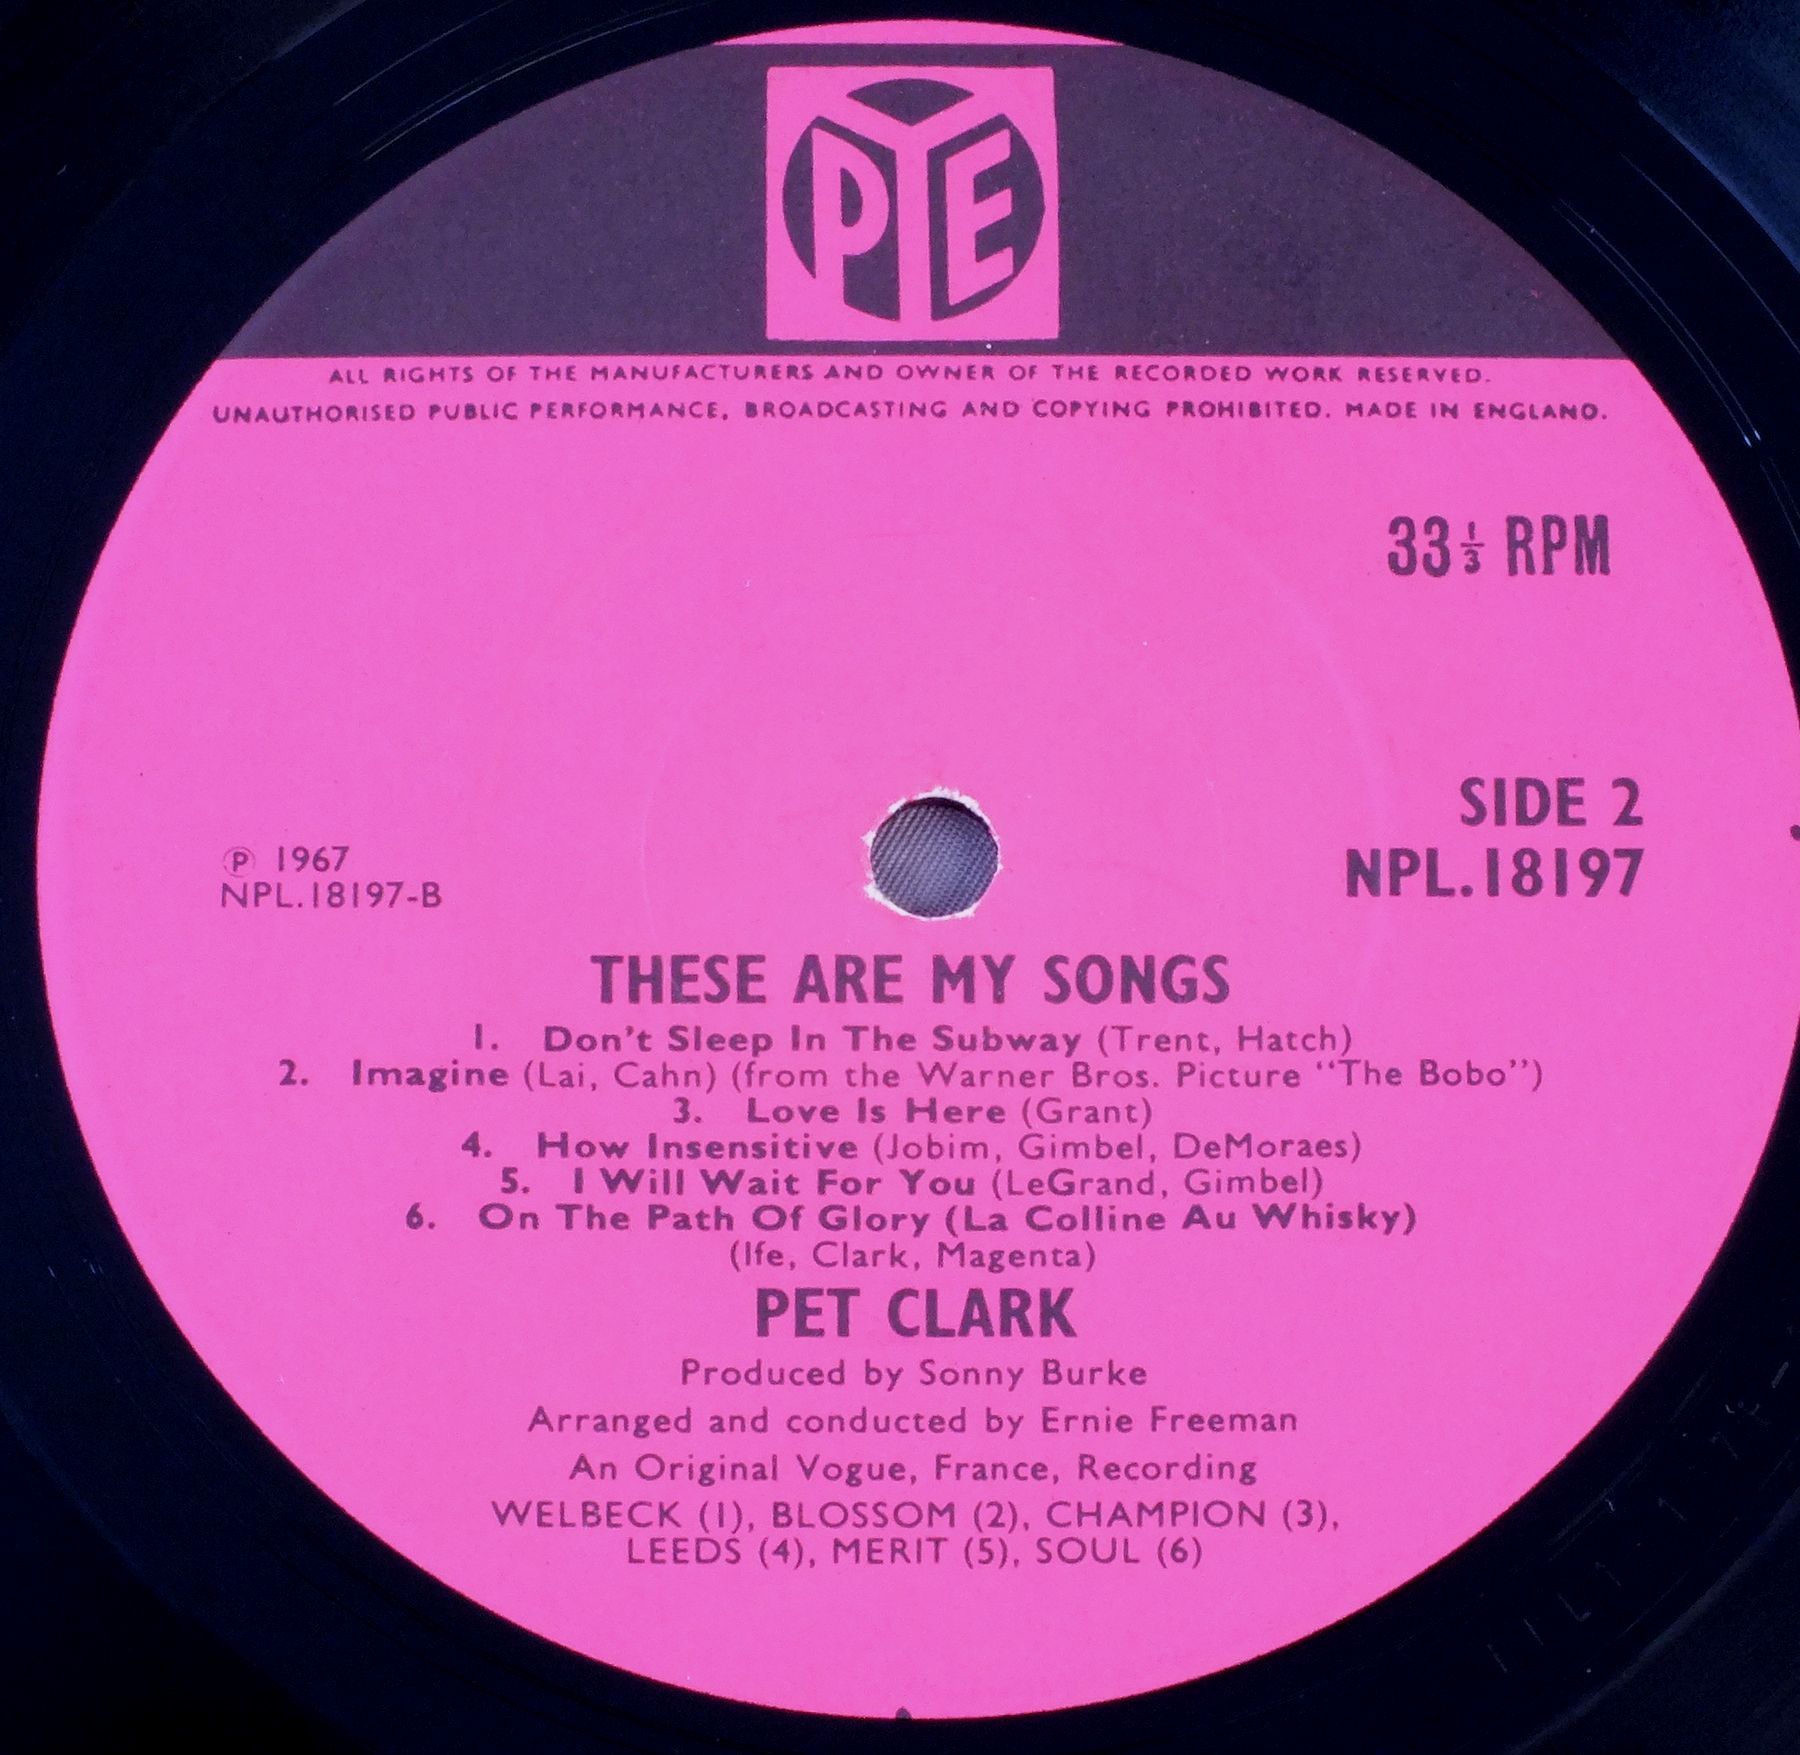 PYE
ALL RIGHTS OF THE MANUFACTURERS AND OWNER OF THE RECORDED WORK RESERVED.
UNAUTHORISED PUBLIC PERFORMANCE, BROADCASTING AND COPYING PROHIBITED. MADE IN ENGLAND.
33⅓ RPM
SIDE 2
NPL.18197
Ⓟ 1967
NPL.18197-B
THESE ARE MY SONGS
1. Don't Sleep In The Subway (Trent, Hatch)
2. Imagine (Lai, Cahn) (from the Warner Bros. Picture "The Bobo")
3. Love Is Here (Grant)
4. How Insensitive (Jobim, Gimbel, DeMoraes)
5. I Will Wait For You (LeGrand, Gimbel)
6. On The Path Of Glory (La Colline Au Whisky)
(Ife, Clark, Magenta)
PET CLARK
Produced by Sonny Burke
Arranged and conducted by Ernie Freeman
An Original Vogue, France, Recording
WELBECK (1), BLOSSOM (2), CHAMPION (3),
LEEDS (4), MERIT (5), SOUL (6)